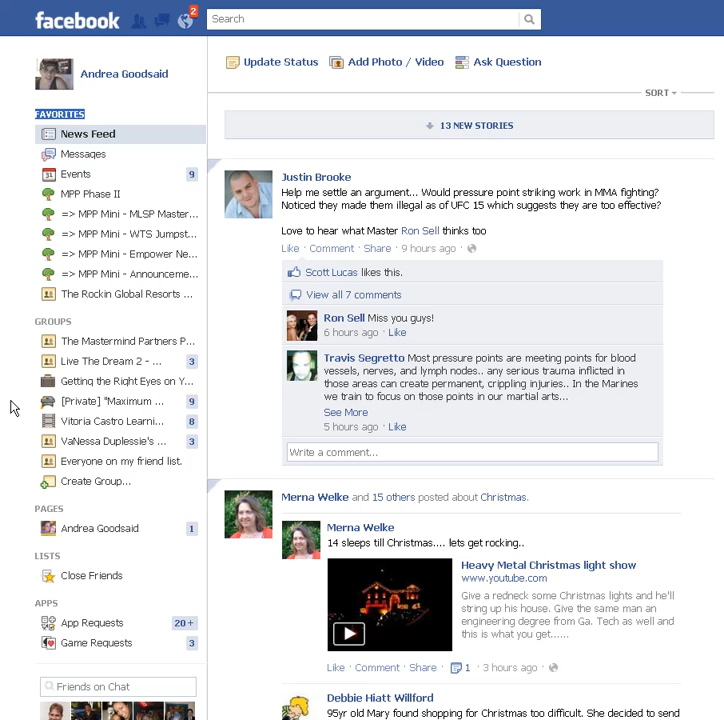 facebook
2
Search
Andrea Goodsaid
FAVORITES
News Feed
Messages
Events 9
MPP Phase II
=> MPP Mini - MLSP Master...
=> MPP Mini - WTS Jumpst...
=> MPP Mini - Empower Ne...
=> MPP Mini - Announceme...
The Rockin Global Resorts ...
GROUPS
The Mastermind Partners P...
Live The Dream 2 - ... 3
Getting the Right Eyes on Y...
[Private] "Maximum ... 9
Vitoria Castro Learni... 8
VaNessa Duplessie's ... 3
Everyone on my friend list.
Create Group...
PAGES
Andrea Goodsaid 1
LISTS
Close Friends
APPS
App Requests 20+
Game Requests 3
Friends on Chat
Update Status Add Photo / Video Ask Question
SORT
13 NEW STORIES
Justin Brooke
Help me settle an argument... Would pressure point striking work in MMA fighting?
Noticed they made them illegal as of UFC 15 which suggests they are too effective?
Love to hear what Master Ron Sell thinks too
Like · Comment · Share · 9 hours ago ·
Scott Lucas likes this.
View all 7 comments
Ron Sell Miss you guys!
6 hours ago · Like
Travis Segretto Most pressure points are meeting points for blood
vessels, nerves, and lymph nodes.. any serious trauma inflicted in
those areas can create permanent, crippling injuries.. In the Marines
we train to focus on those points in our martial arts...
See More
5 hours ago · Like
Write a comment...
Merna Welke and 15 others posted about Christmas.
Merna Welke
14 sleeps till Christmas.... lets get rocking..
Heavy Metal Christmas light show
www.youtube.com
Give a redneck some Christmas lights and he'll
string up his house. Give the same man an
engineering degree from Ga. Tech as well and
this is what you get......
Like · Comment · Share · 1 · 3 hours ago ·
Debbie Hiatt Willford
95yr old Mary found shopping for Christmas too difficult. She decided to send